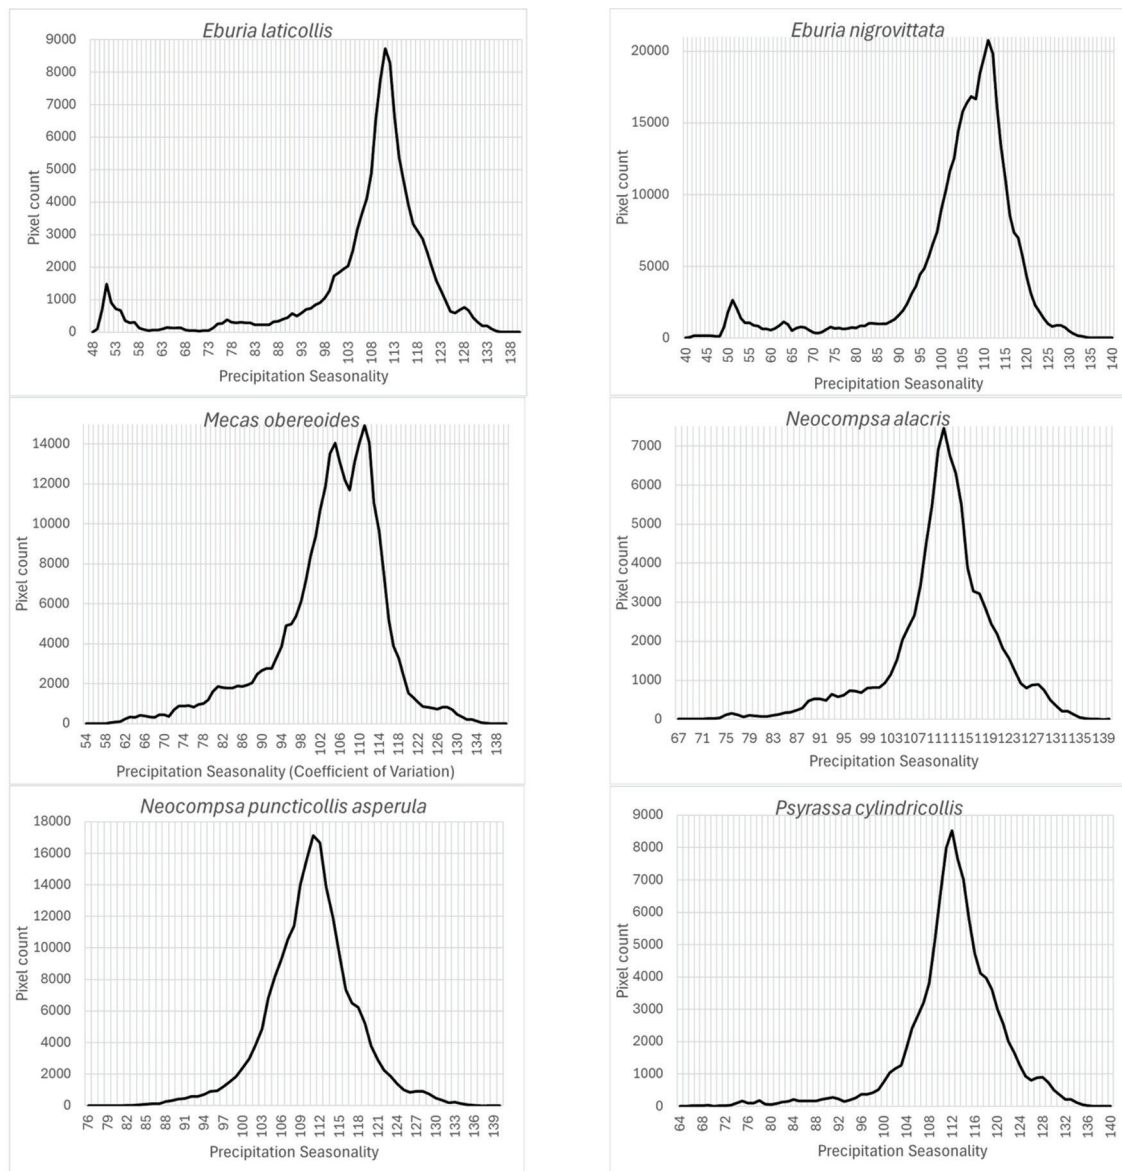 Eburia laticollis
9000
8000
7000
6000
5000
4000
3000
2000
1000
0
Pixel count
48 53 58 63 68 73 78 83 88 93 98 103 108 113 118 123 128 133 138
Precipitation Seasonality
Eburia nigrovittata
20000
15000
10000
5000
0
Pixel count
40 45 50 55 60 65 70 75 80 85 90 95 100 105 110 115 120 125 130 135 140
Precipitation Seasonality
Mecas obereoides
14000
12000
10000
8000
6000
4000
2000
0
Pixel count
54 58 62 66 70 74 78 82 86 90 94 98 102 106 110 114 118 122 126 130 134 138
Precipitation Seasonality (Coefficient of Variation)
Neocompsa alacris
7000
6000
5000
4000
3000
2000
1000
0
Pixel count
67 71 75 79 83 87 91 95 99 103 107 111 115 119 123 127 131 135 139
Precipitation Seasonality
Neocompsa puncticollis asperula
18000
16000
14000
12000
10000
8000
6000
4000
2000
0
Pixel count
76 79 82 85 88 91 94 97 100 103 106 109 112 115 118 121 124 127 130 133 136 139
Precipitation Seasonality
Psyrassa cylindricollis
9000
8000
7000
6000
5000
4000
3000
2000
1000
0
Pixel count
64 68 72 76 80 84 88 92 96 100 104 108 112 116 120 124 128 132 136 140
Precipitation Seasonality